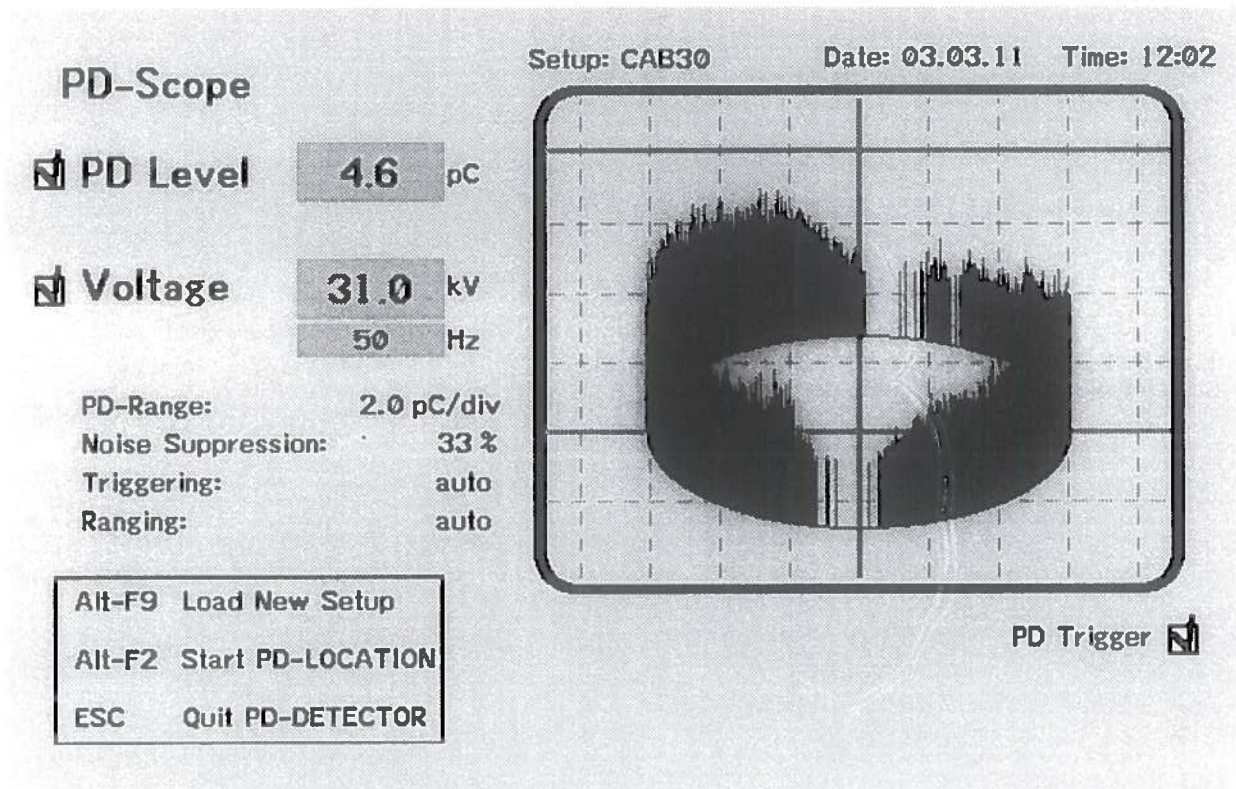 Setup: CAB30 Date: 03.03.11 Time: 12:02
PD-Scope
PD Level 4.6 pC
Voltage 31.0 kV
50 Hz
PD-Range: 2.0 pC/div
Noise Suppression: 33 %
Triggering: auto
Ranging: auto
Alt-F9 Load New Setup
Alt-F2 Start PD-LOCATION
ESC Quit PD-DETECTOR
PD Trigger